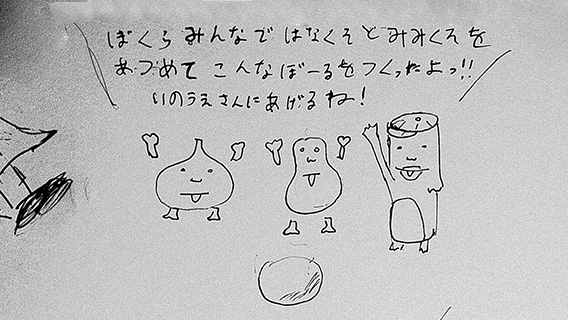 ぼくらみんなではなくそとみみくそを
あづめてこんなぼーるをつくったよっ!!
いのうえさんにあげるね!